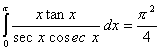 ∫₀^π (x tan x)/(sec x cosec x) dx = π²/4